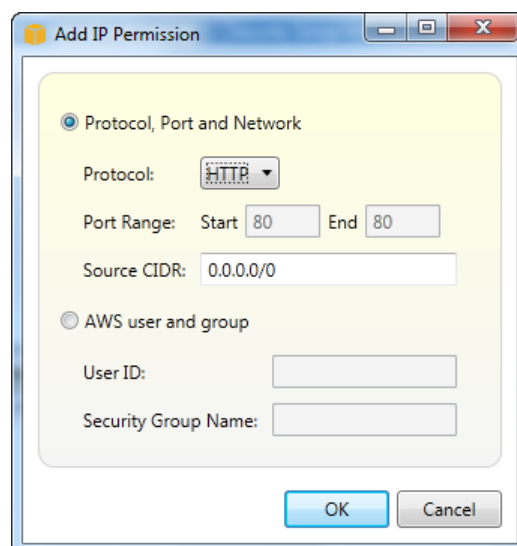 Add IP Permission
Protocol, Port and Network
Protocol: HTTP
Port Range: Start 80 End 80
Source CIDR: 0.0.0.0/0
AWS user and group
User ID:
Security Group Name:
OK Cancel